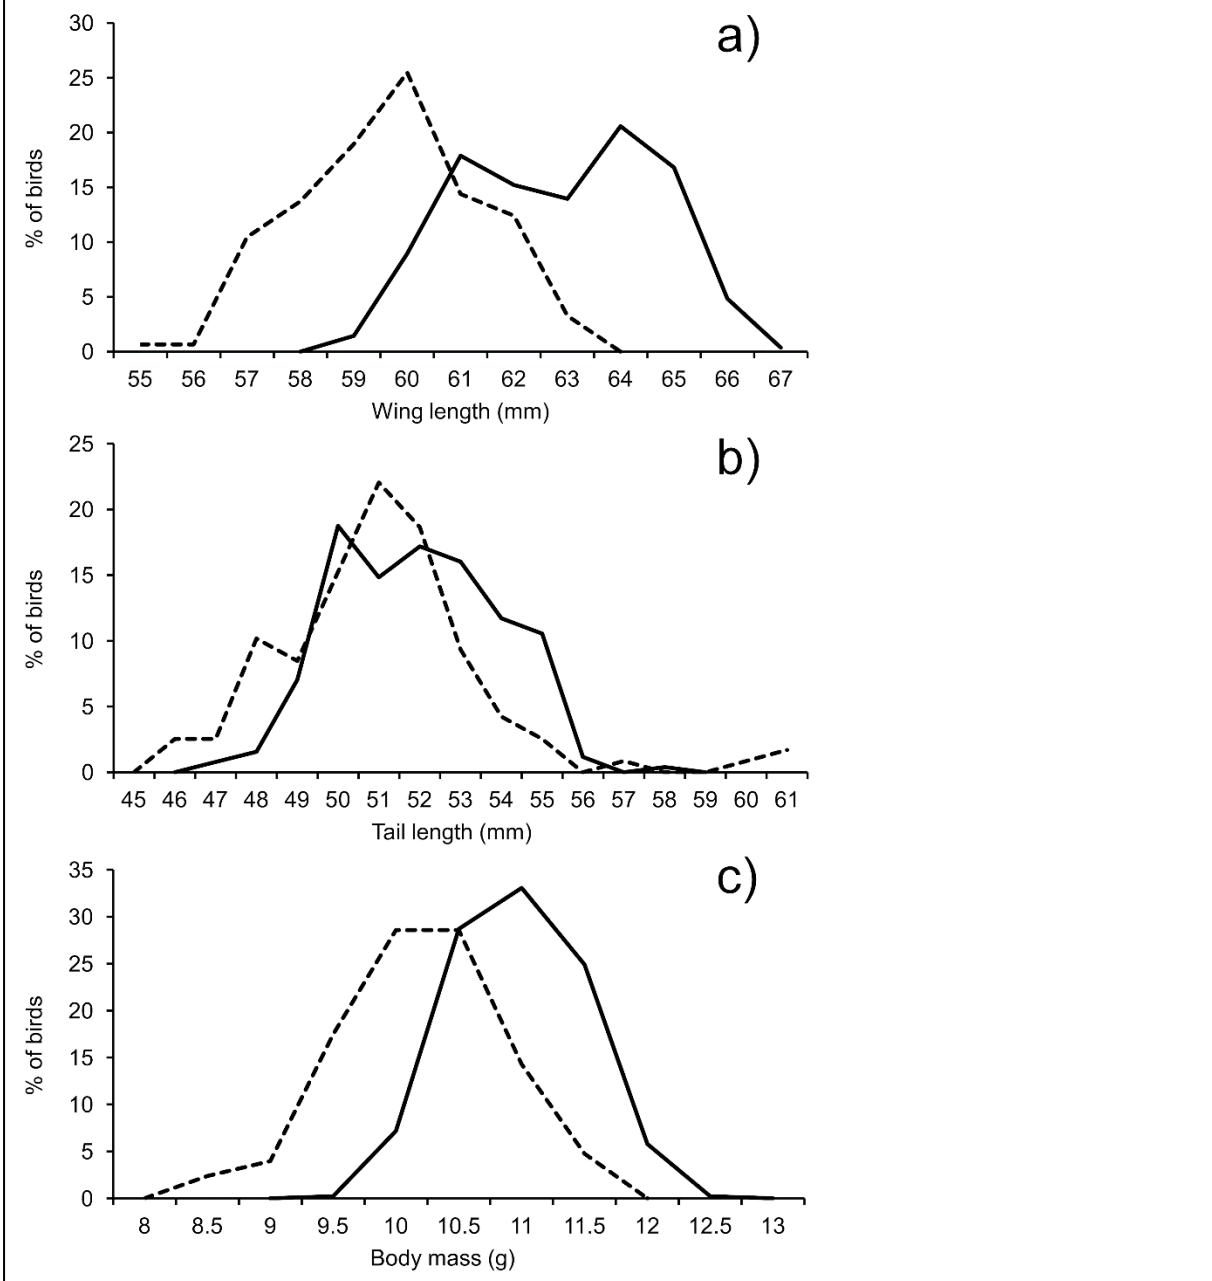 a)
30
25
20
15
10
5
0
% of birds
55 56 57 58 59 60 61 62 63 64 65 66 67
Wing length (mm)
b)
25
20
15
10
5
0
% of birds
45 46 47 48 49 50 51 52 53 54 55 56 57 58 59 60 61
Tail length (mm)
c)
35
30
25
20
15
10
5
0
% of birds
8 8.5 9 9.5 10 10.5 11 11.5 12 12.5 13
Body mass (g)